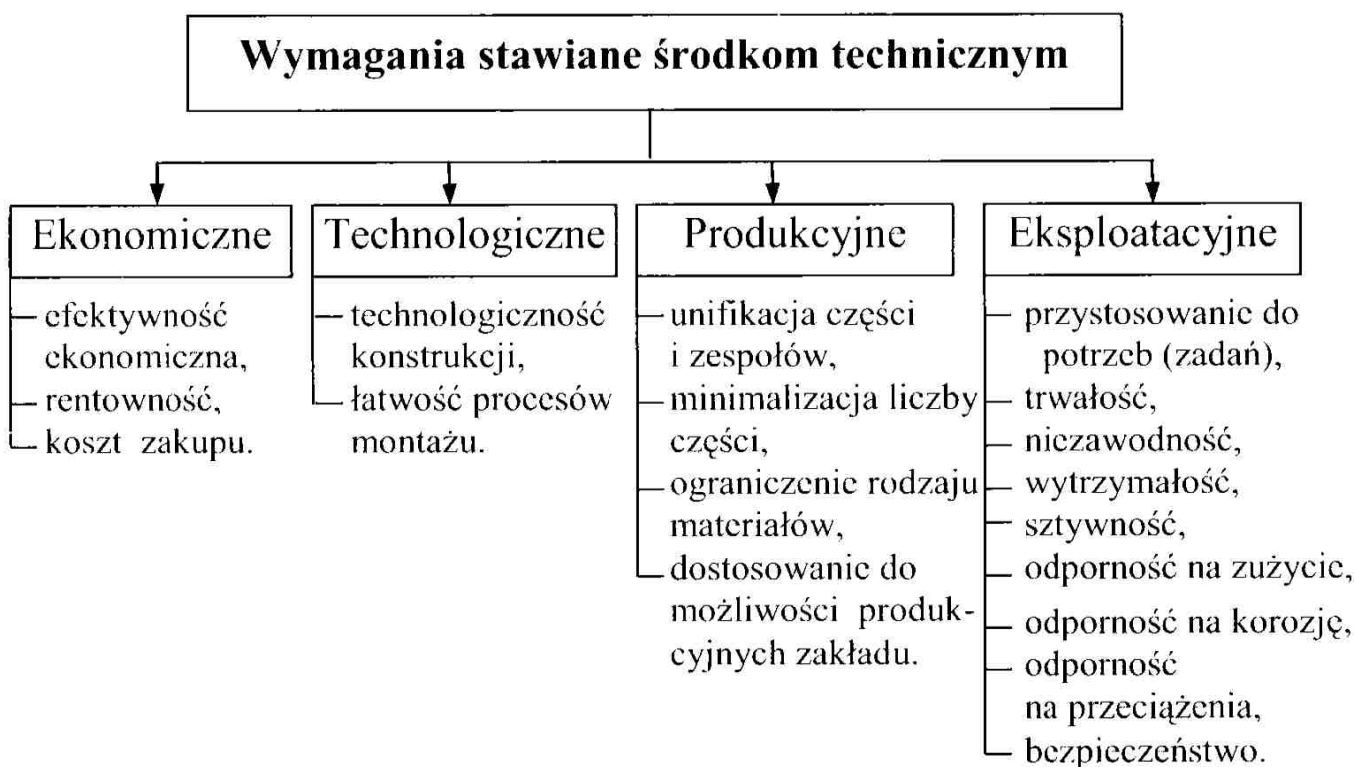 Wymagania stawiane środkom technicznym
Ekonomiczne
efektywność
ekonomiczna,
rentowność,
koszt zakupu.
Technologiczne
technologiczność
konstrukcji,
łatwość procesów
montażu.
Produkcyjne
unifikacja części
i zespołów,
minimalizacja liczby
części,
ograniczenie rodzaju
materiałów,
dostosowanie do
możliwości produk-
cyjnych zakładu.
Eksploatacyjne
przystosowanie do
potrzeb (zadań),
trwałość,
niezawodność,
wytrzymałość,
sztywność,
odporność na zużycie,
odporność na korozję,
odporność
na przeciążenia,
bezpieczeństwo.